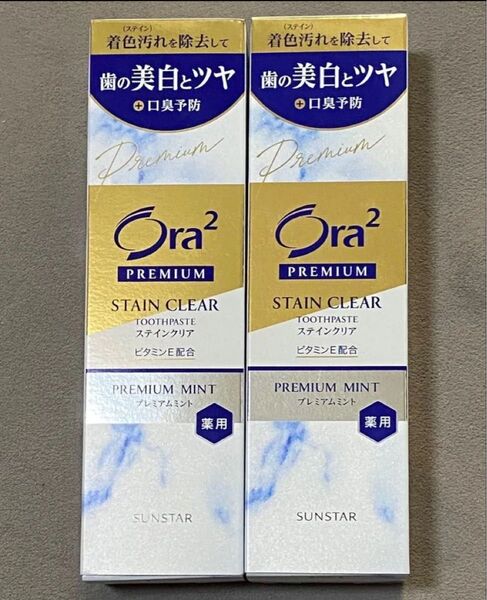 (ステイン)
着色汚れを除去して
歯の美白とツヤ
+口臭予防
Premium
Ora²
PREMIUM
STAIN CLEAR
TOOTHPASTE
ステインクリア
ビタミンE配合
PREMIUM MINT
プレミアムミント
薬用
SUNSTAR
(ステイン)
着色汚れを除去して
歯の美白とツヤ
+口臭予防
Premium
Ora²
PREMIUM
STAIN CLEAR
TOOTHPASTE
ステインクリア
ビタミンE配合
PREMIUM MINT
プレミアムミント
薬用
SUNSTAR